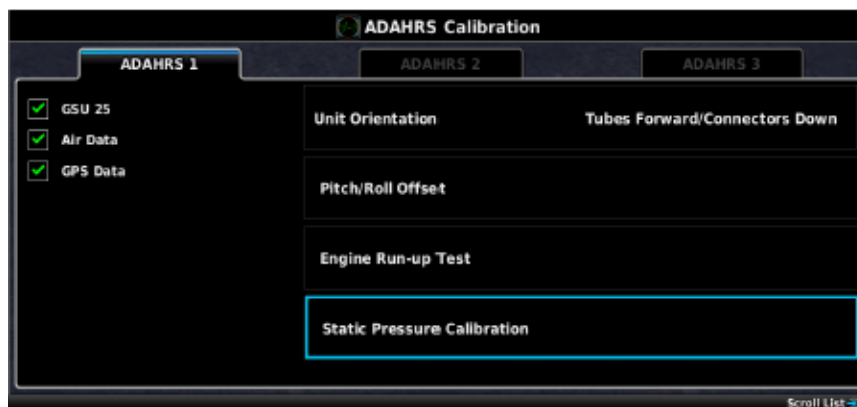 ADAHRS Calibration
ADAHRS 1 ADAHRS 2 ADAHRS 3
GSU 25
Air Data
GPS Data
Unit Orientation Tubes Forward/Connectors Down
Pitch/Roll Offset
Engine Run-up Test
Static Pressure Calibration
Scroll List